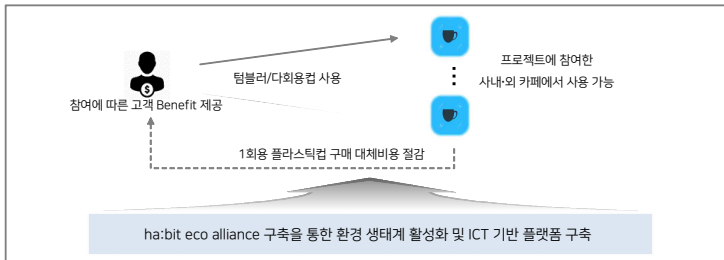 프로젝트에 참여한
사내·외 카페에서 사용 가능
텀블러/다회용컵 사용
참여에 따른 고객 Benefit 제공
1회용 플라스틱컵 구매 대체비용 절감
ha:bit eco alliance 구축을 통한 환경 생태계 활성화 및 ICT 기반 플랫폼 구축